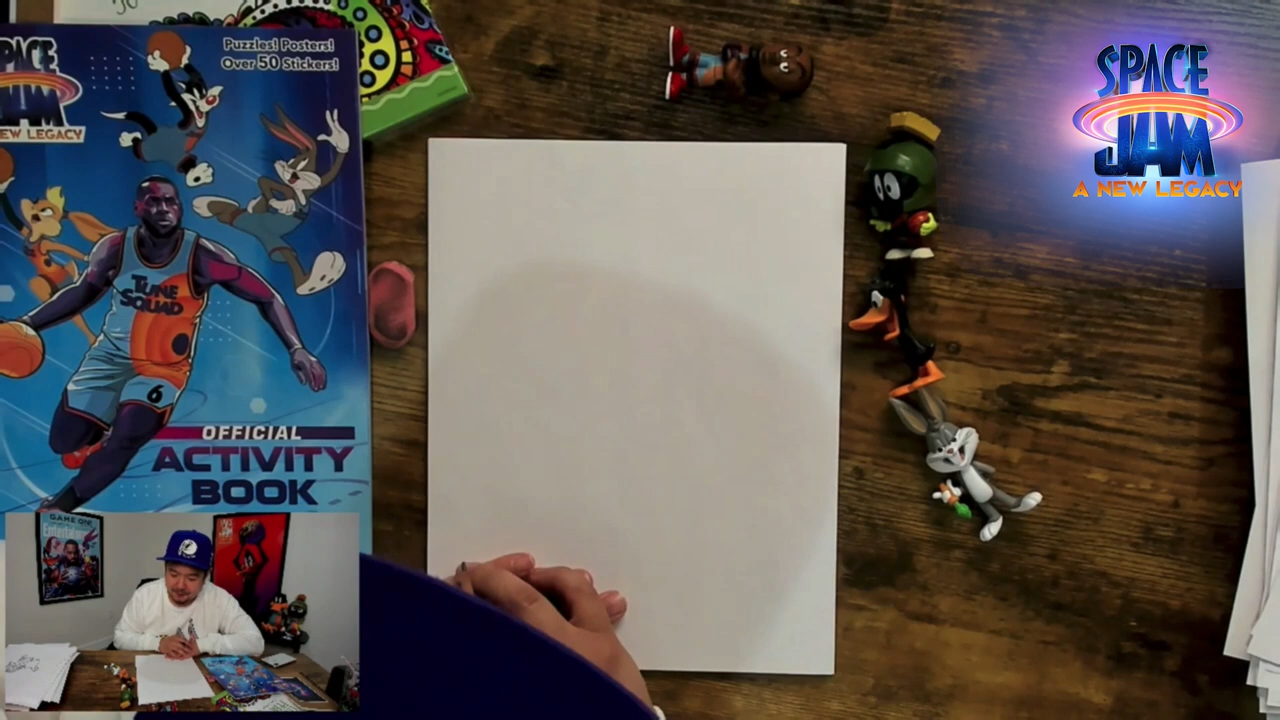 Puzzles! Posters!
Over 50 Stickers!
SPACE
JAM
NEW LEGACY
TUNE
SQUAD
6
OFFICIAL
ACTIVITY
BOOK
SPACE
JAM
A NEW LEGACY
GAME ON!
Entertainment